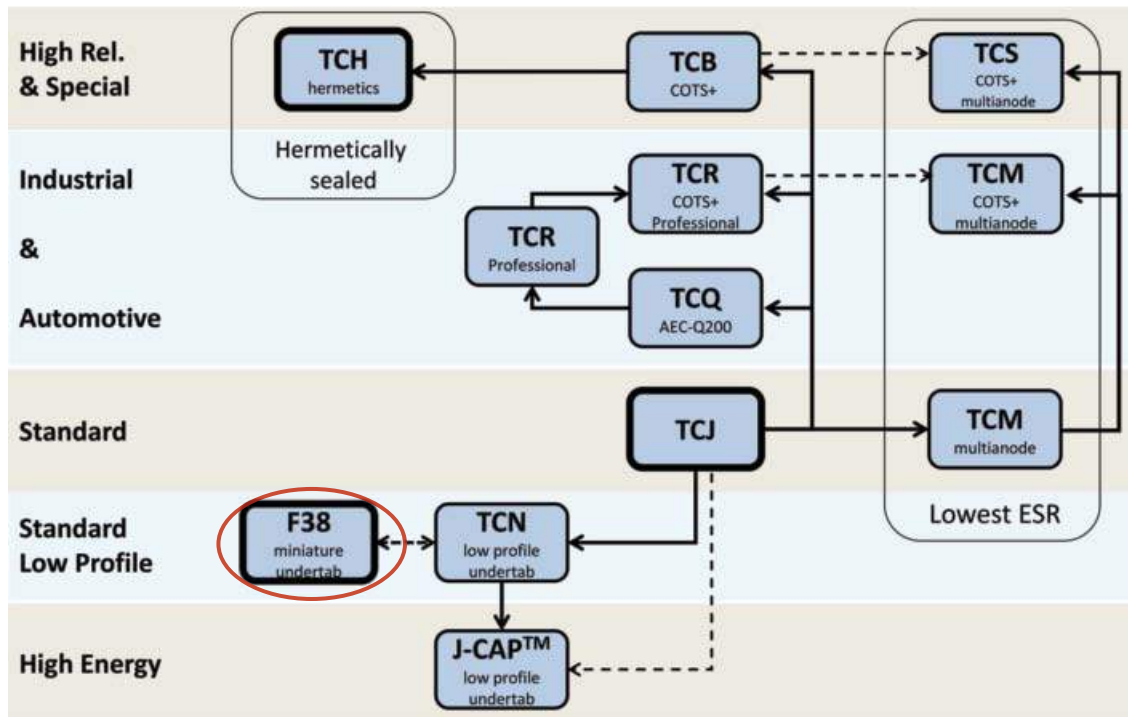 High Rel.
& Special
TCH
hermetics
TCB
COTS+
TCS
COTS+
multianode
Hermetically
sealed
Industrial
&
Automotive
TCR
COTS+
Professional
TCM
COTS+
multianode
TCR
Professional
TCQ
AEC-Q200
Standard
TCJ
TCM
multianode
Lowest ESR
Standard
Low Profile
F38
miniature
undertab
TCN
low profile
undertab
High Energy
J-CAP™
low profile
undertab